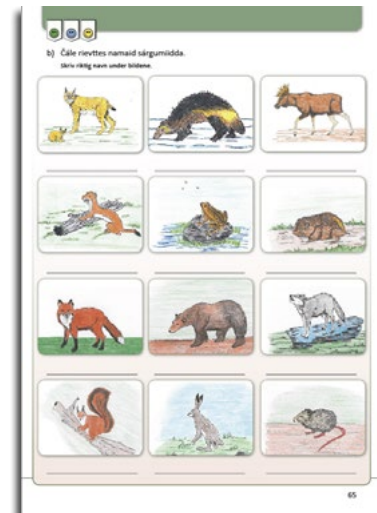 b) Čále rievttes namaid sárgumiidda.
Skriv riktig navn under bildene.
65